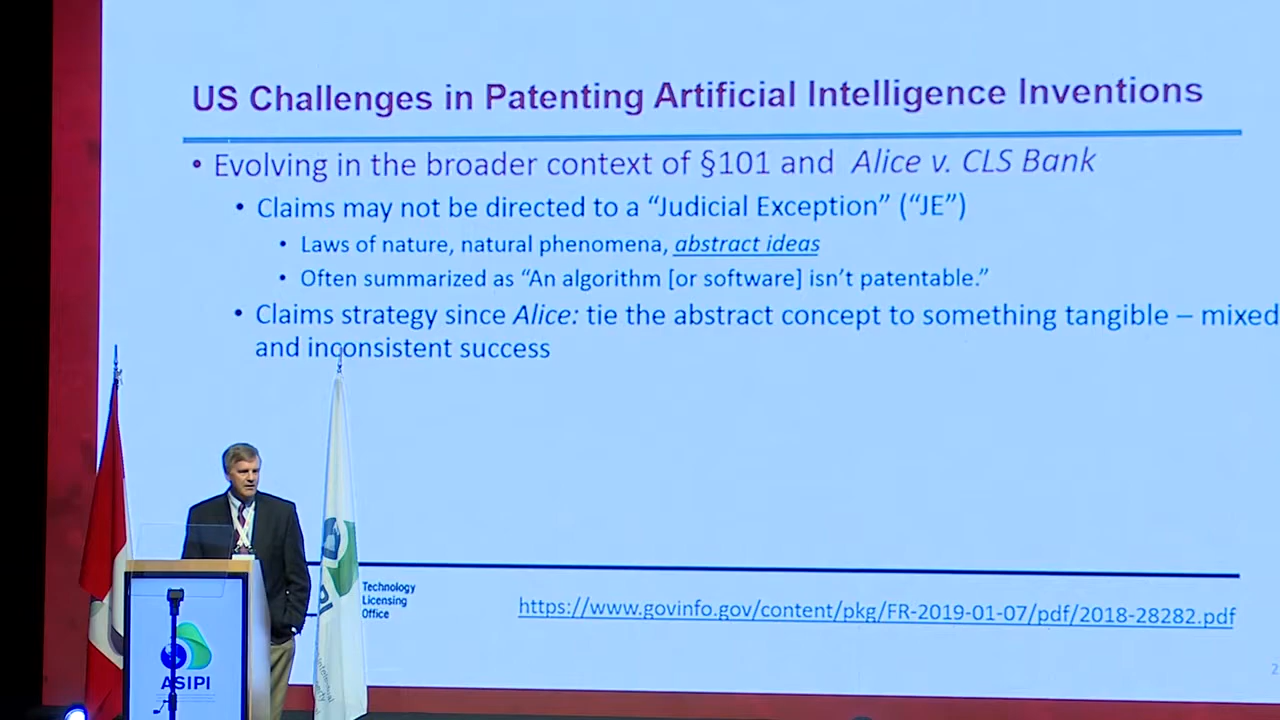 US Challenges in Patenting Artificial Intelligence Inventions
• Evolving in the broader context of §101 and Alice v. CLS Bank
• Claims may not be directed to a “Judicial Exception” (“JE”)
• Laws of nature, natural phenomena, abstract ideas
• Often summarized as “An algorithm [or software] isn’t patentable.”
• Claims strategy since Alice: tie the abstract concept to something tangible – mixed
and inconsistent success
Technology
Licensing
Office
https://www.govinfo.gov/content/pkg/FR-2019-01-07/pdf/2018-28282.pdf
2
ASIPI